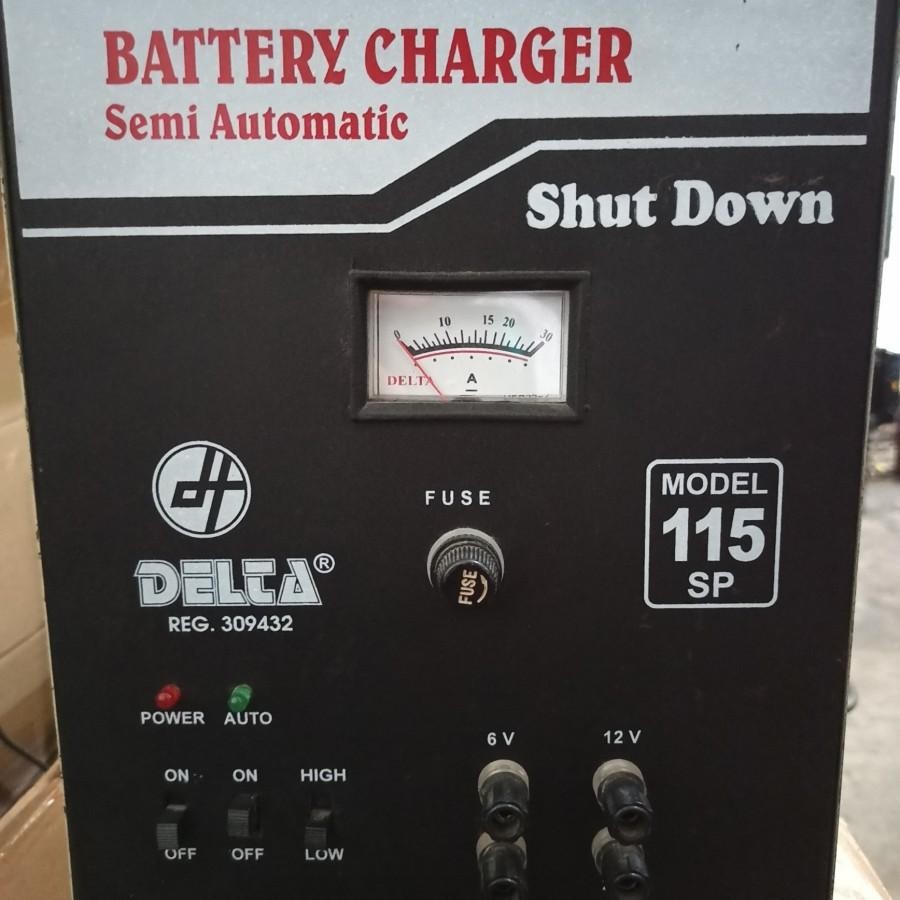 BATTERY CHARGER
Semi Automatic
Shut Down
0 10 15 20 30
DELTA A
FUSE
FUSE
MODEL
115
SP
dt
DELTA®
REG. 309432
POWER AUTO
6 V 12 V
ON ON HIGH
OFF OFF LOW